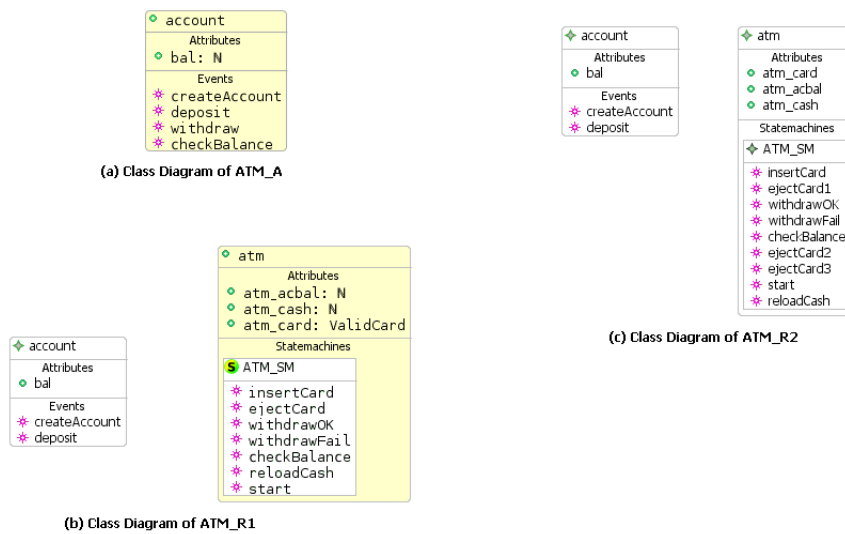 account
Attributes
bal: ℕ
Events
createAccount
deposit
withdraw
checkBalance
(a) Class Diagram of ATM_A
atm
Attributes
atm_acbal: ℕ
atm_cash: ℕ
atm_card: ValidCard
Statemachines
S ATM_SM
insertCard
ejectCard
withdrawOK
withdrawFail
checkBalance
reloadCash
start
account
Attributes
bal
Events
createAccount
deposit
(b) Class Diagram of ATM_R1
account
Attributes
bal
Events
createAccount
deposit
atm
Attributes
atm_card
atm_acbal
atm_cash
Statemachines
ATM_SM
insertCard
ejectCard1
withdrawOK
withdrawFail
checkBalance
ejectCard2
ejectCard3
start
reloadCash
(c) Class Diagram of ATM_R2